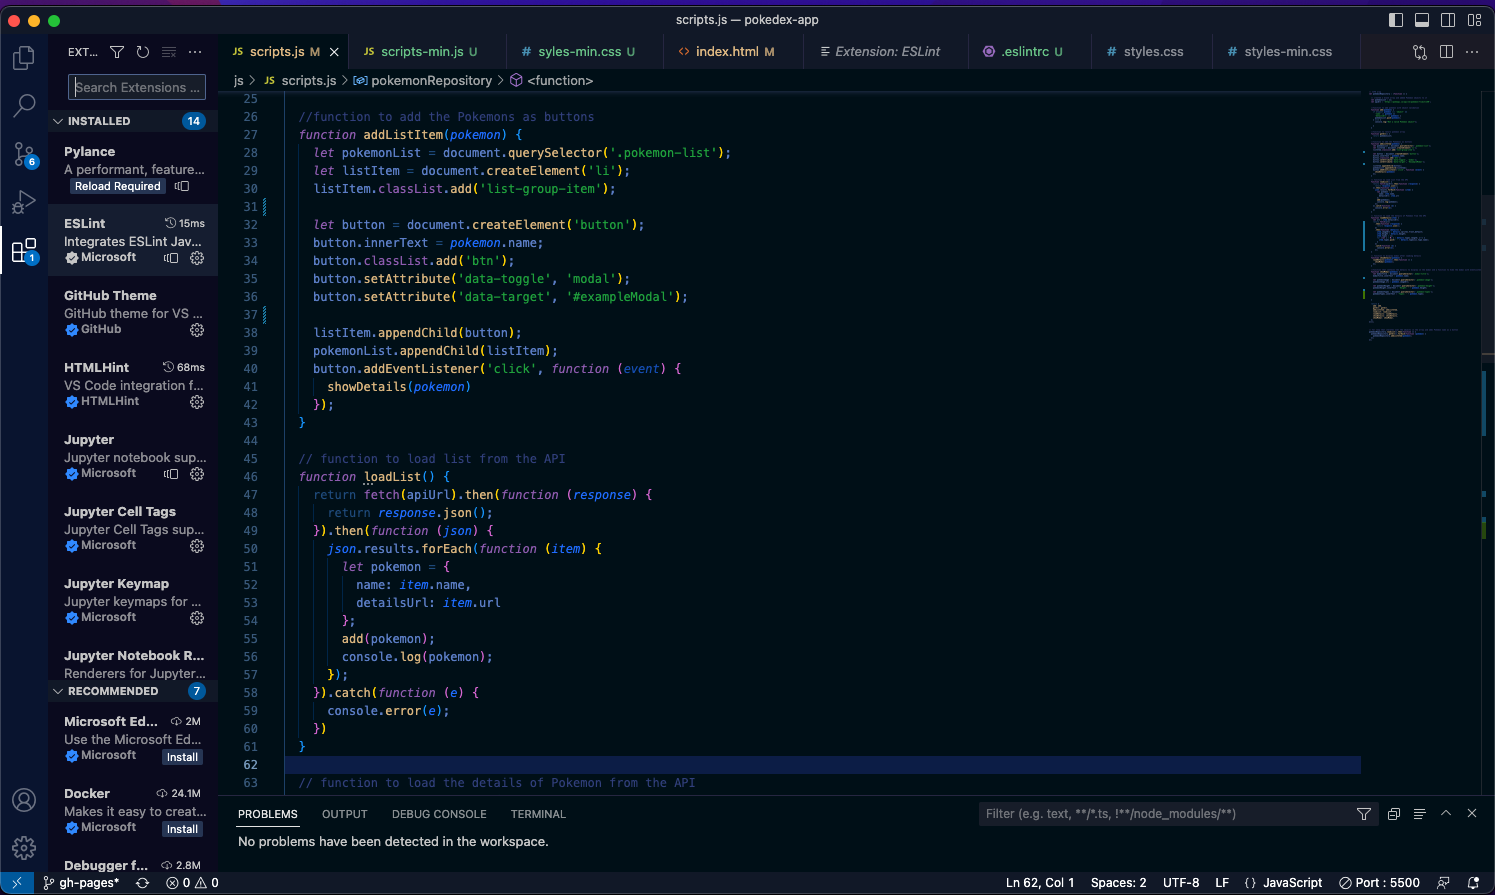 scripts.js — pokedex-app
EXT...
JS scripts.js M
JS scripts-min.js U
# syles-min.css U
<> index.html M
Extension: ESLint
.eslintrc U
# styles.css
# styles-min.css
js > JS scripts.js > pokemonRepository > <function>
Search Extensions ...
INSTALLED 14
Pylance
A performant, feature...
Reload Required
ESLint 15ms
Integrates ESLint Jav...
Microsoft
GitHub Theme
GitHub theme for VS ...
GitHub
HTMLHint 68ms
VS Code integration f...
HTMLHint
Jupyter
Jupyter notebook sup...
Microsoft
Jupyter Cell Tags
Jupyter Cell Tags sup...
Microsoft
Jupyter Keymap
Jupyter keymaps for ...
Microsoft
Jupyter Notebook R...
Renderers for Jupyter...
RECOMMENDED 7
Microsoft Ed... 2M
Use the Microsoft Ed...
Microsoft Install
Docker 24.1M
Makes it easy to creat...
Microsoft Install
Debugger f... 2.8M
6
1
25
26 //function to add the Pokemons as buttons
27 function addListItem(pokemon) {
28 let pokemonList = document.querySelector('.pokemon-list');
29 let listItem = document.createElement('li');
30 listItem.classList.add('list-group-item');
31
32 let button = document.createElement('button');
33 button.innerText = pokemon.name;
34 button.classList.add('btn');
35 button.setAttribute('data-toggle', 'modal');
36 button.setAttribute('data-target', '#exampleModal');
37
38 listItem.appendChild(button);
39 pokemonList.appendChild(listItem);
40 button.addEventListener('click', function (event) {
41 showDetails(pokemon)
42 });
43 }
44
45 // function to load list from the API
46 function loadList() {
47 return fetch(apiUrl).then(function (response) {
48 return response.json();
49 }).then(function (json) {
50 json.results.forEach(function (item) {
51 let pokemon = {
52 name: item.name,
53 detailsUrl: item.url
54 };
55 add(pokemon);
56 console.log(pokemon);
57 });
58 }).catch(function (e) {
59 console.error(e);
60 })
61 }
62
63 // function to load the details of Pokemon from the API
PROBLEMS OUTPUT DEBUG CONSOLE TERMINAL
Filter (e.g. text, **/*.ts, !**/node_modules/**)
No problems have been detected in the workspace.
gh-pages* 0 0
Ln 62, Col 1 Spaces: 2 UTF-8 LF {} JavaScript Port : 5500